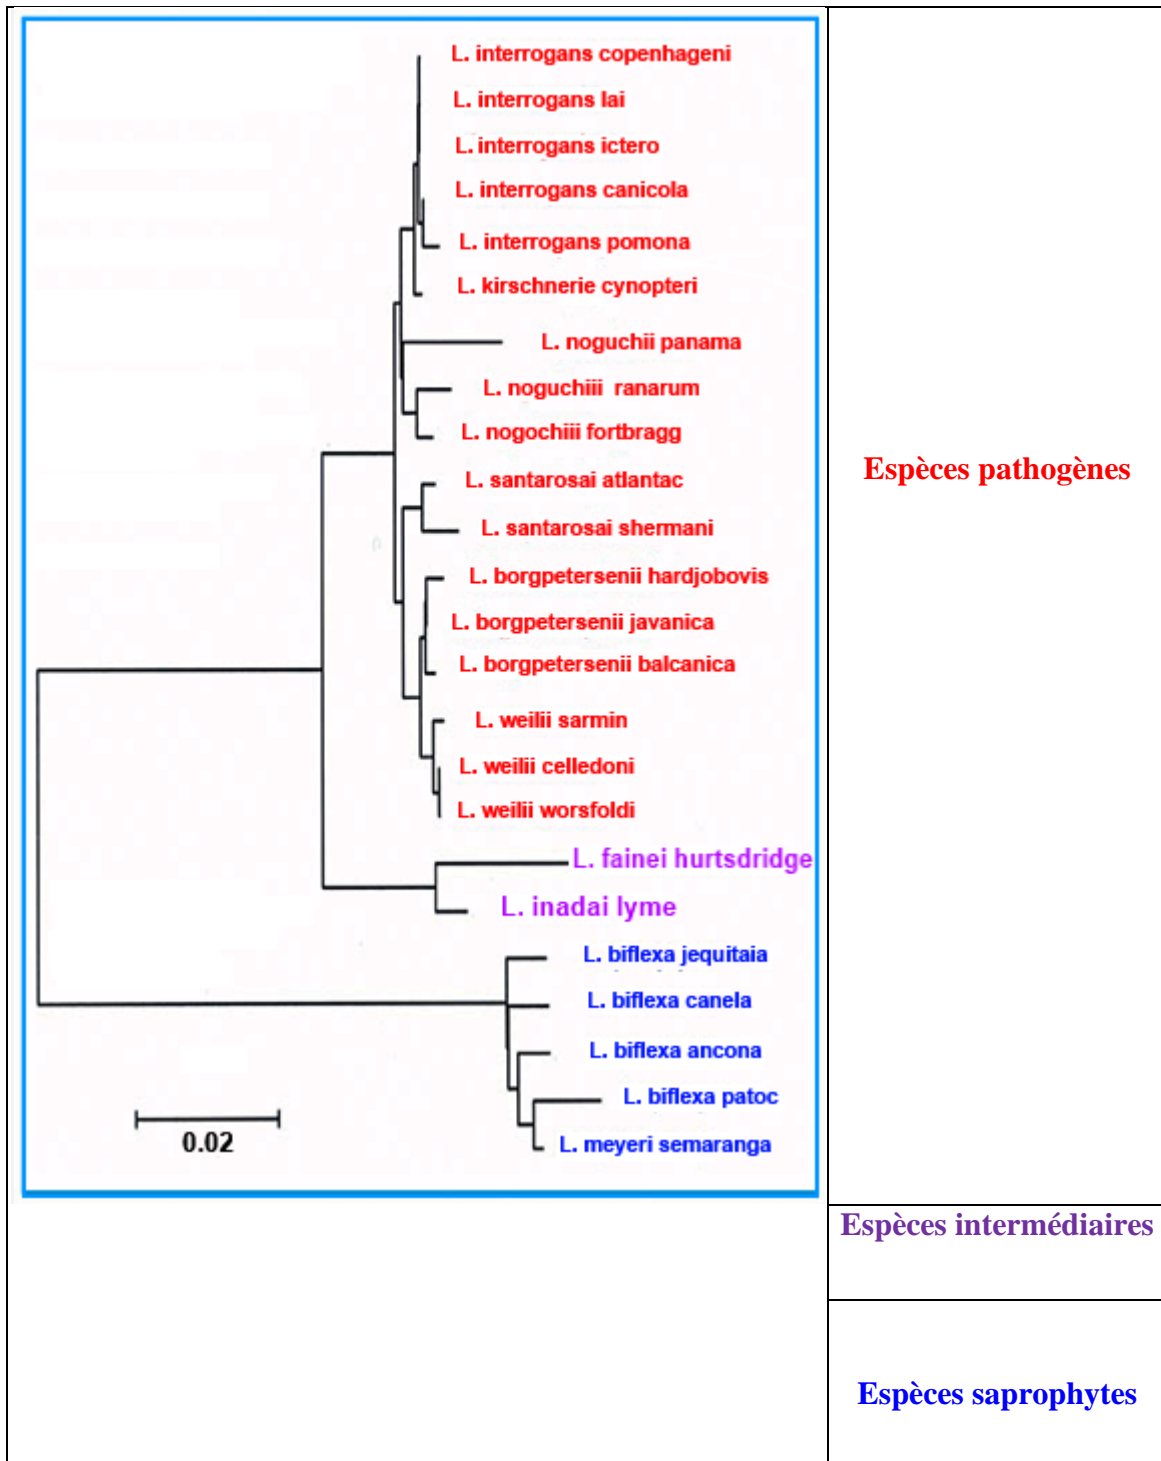 L. interrogans copenhageni
L. interrogans lai
L. interrogans ictero
L. interrogans canicola
L. interrogans pomona
L. kirschnerie cynopteri
L. noguchii panama
L. noguchiii ranarum
L. nogochiii fortbragg
L. santarosai atlantac
L. santarosai shermani
L. borgpetersenii hardjobovis
L. borgpetersenii javanica
L. borgpetersenii balcanica
L. weilii sarmin
L. weilii celledoni
L. weilii worsfoldi
L. fainei hurtsdridge
L. inadai lyme
L. biflexa jequitaia
L. biflexa canela
L. biflexa ancona
L. biflexa patoc
L. meyeri semaranga
0.02
Espèces pathogènes
Espèces intermédiaires
Espèces saprophytes